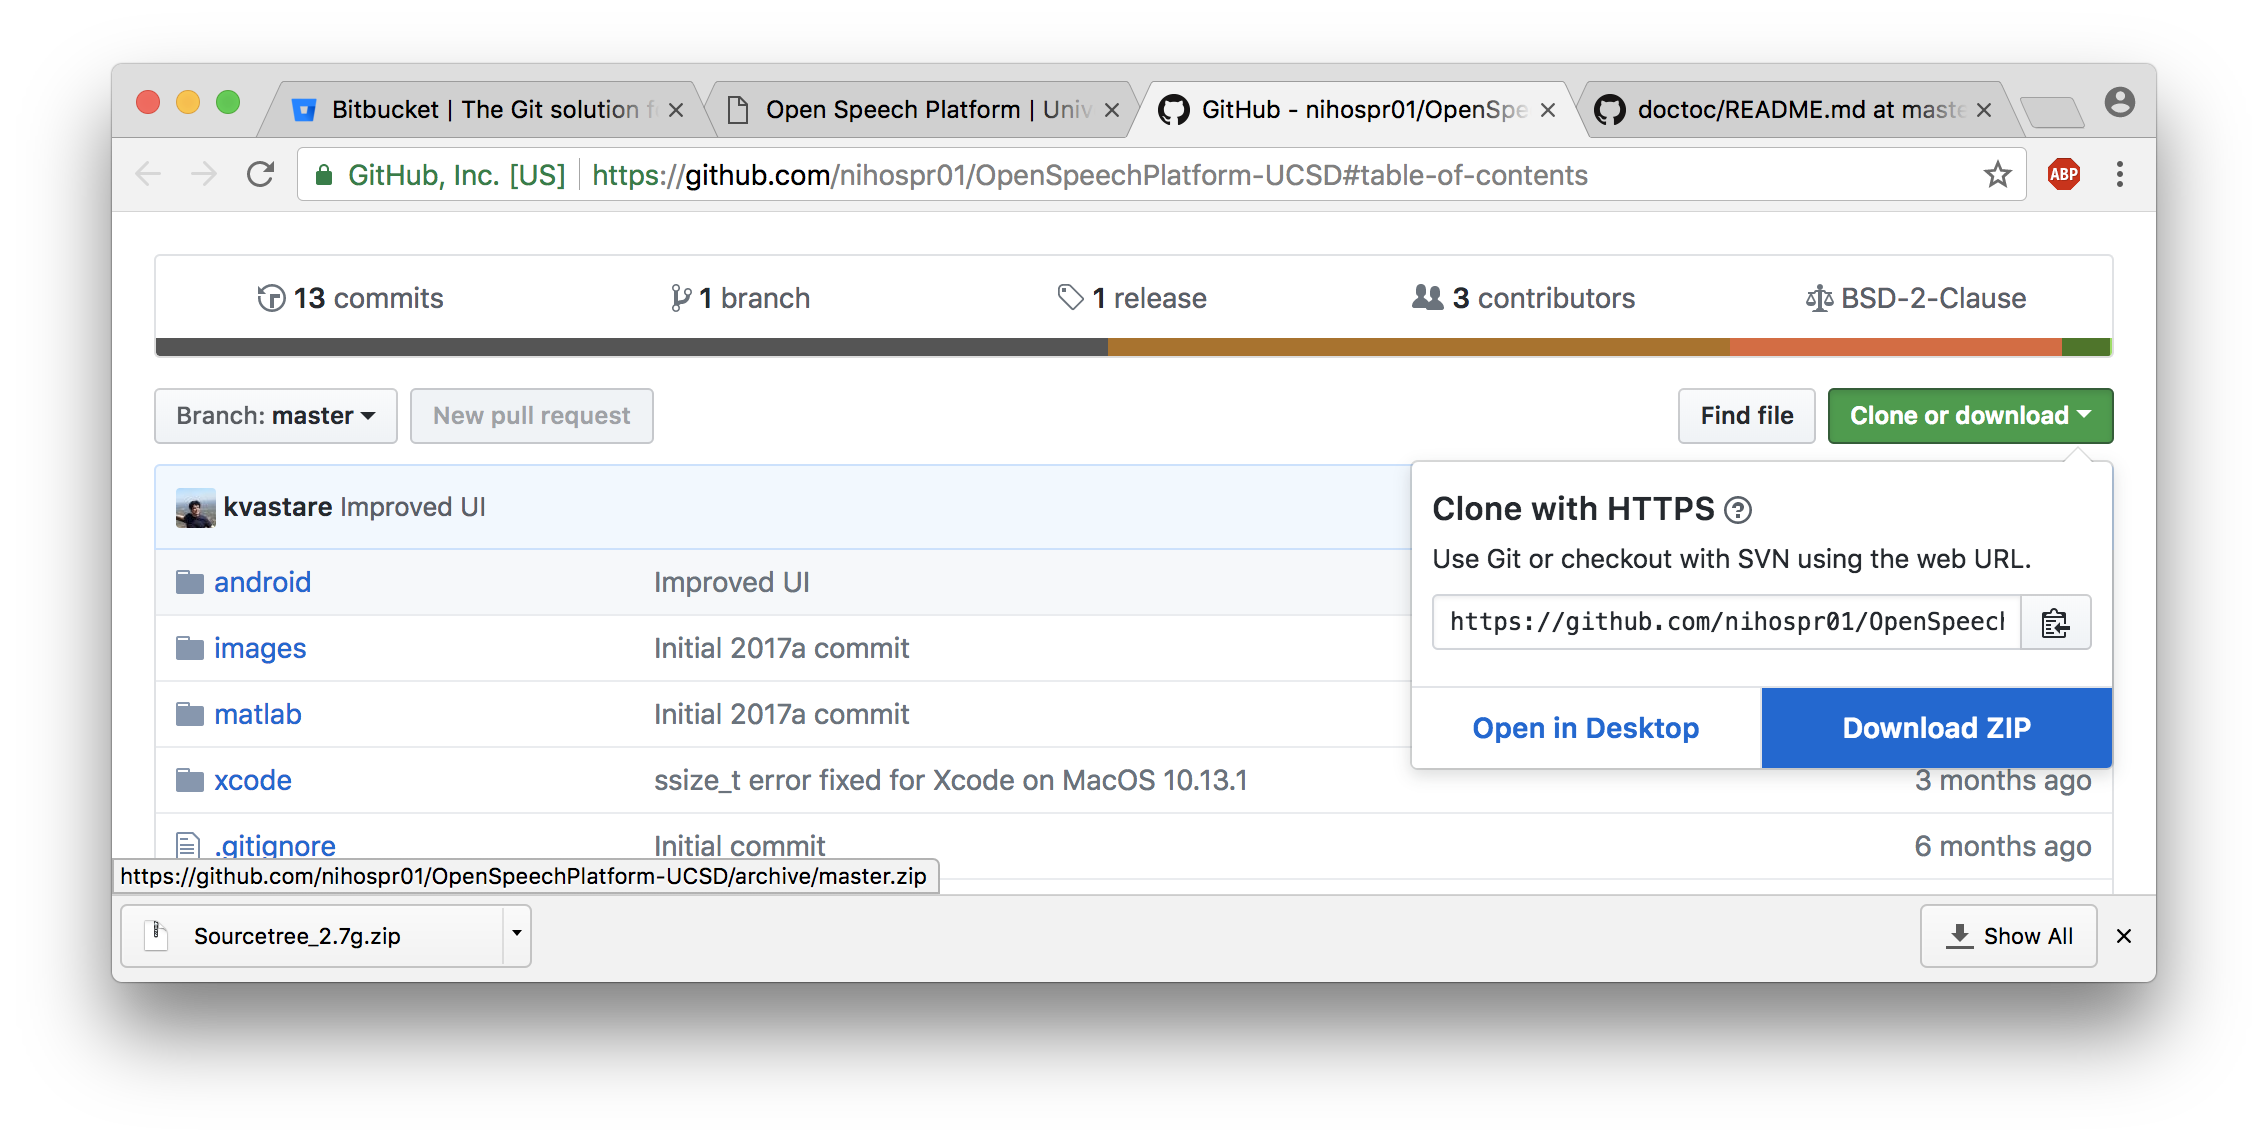 Bitbucket | The Git solution f
Open Speech Platform | Univ
GitHub - nihospr01/OpenSpe
doctoc/README.md at maste
GitHub, Inc. [US]
https://github.com/nihospr01/OpenSpeechPlatform-UCSD#table-of-contents
ABP
13 commits
1 branch
1 release
3 contributors
BSD-2-Clause
Branch: master
New pull request
Find file
Clone or download
kvastare Improved UI
Clone with HTTPS
Use Git or checkout with SVN using the web URL.
https://github.com/nihospr01/OpenSpeech
Open in Desktop
Download ZIP
android Improved UI
images Initial 2017a commit
matlab Initial 2017a commit
xcode ssize_t error fixed for Xcode on MacOS 10.13.1 3 months ago
.gitignore Initial commit 6 months ago
https://github.com/nihospr01/OpenSpeechPlatform-UCSD/archive/master.zip
Sourcetree_2.7g.zip
Show All